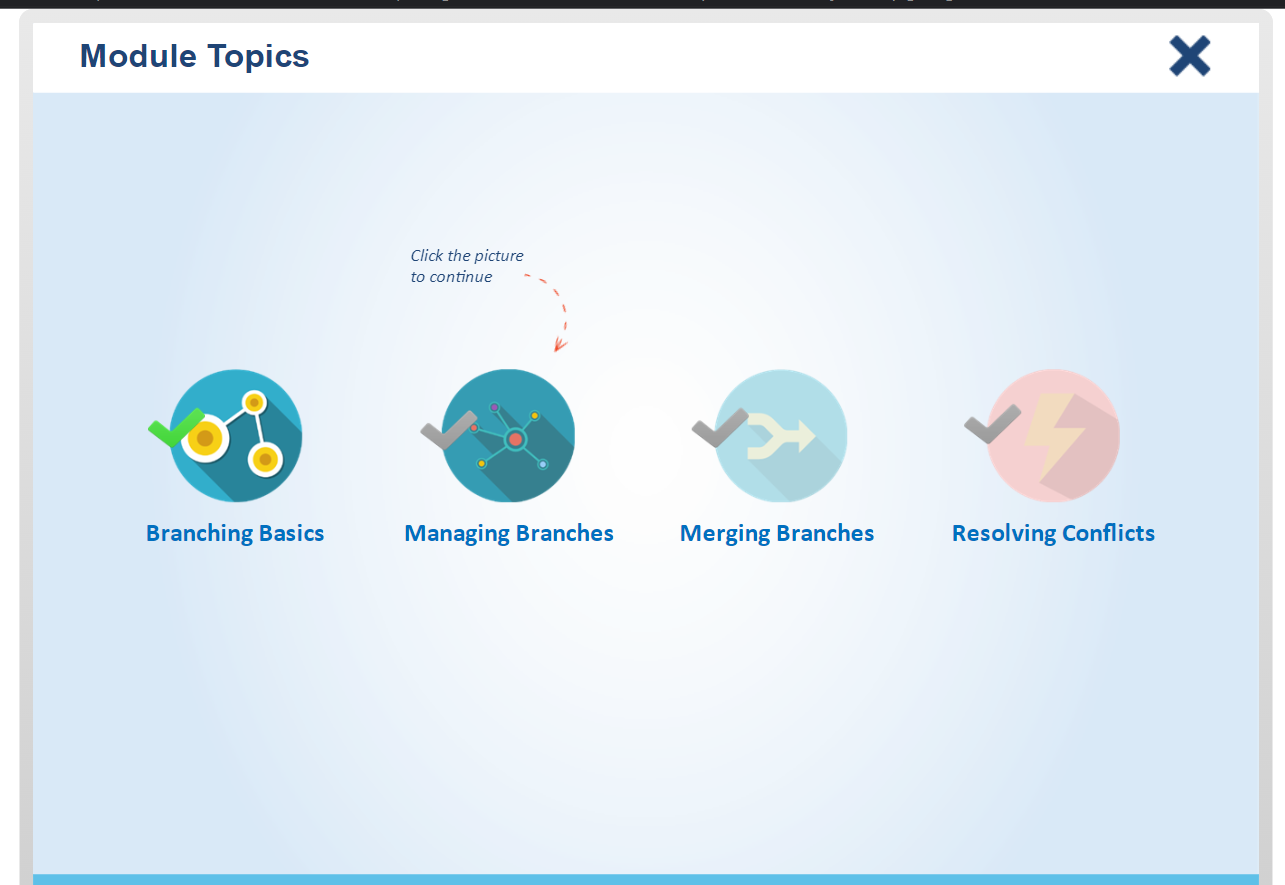 Module Topics
Click the picture
to continue
Branching Basics
Managing Branches
Merging Branches
Resolving Conflicts